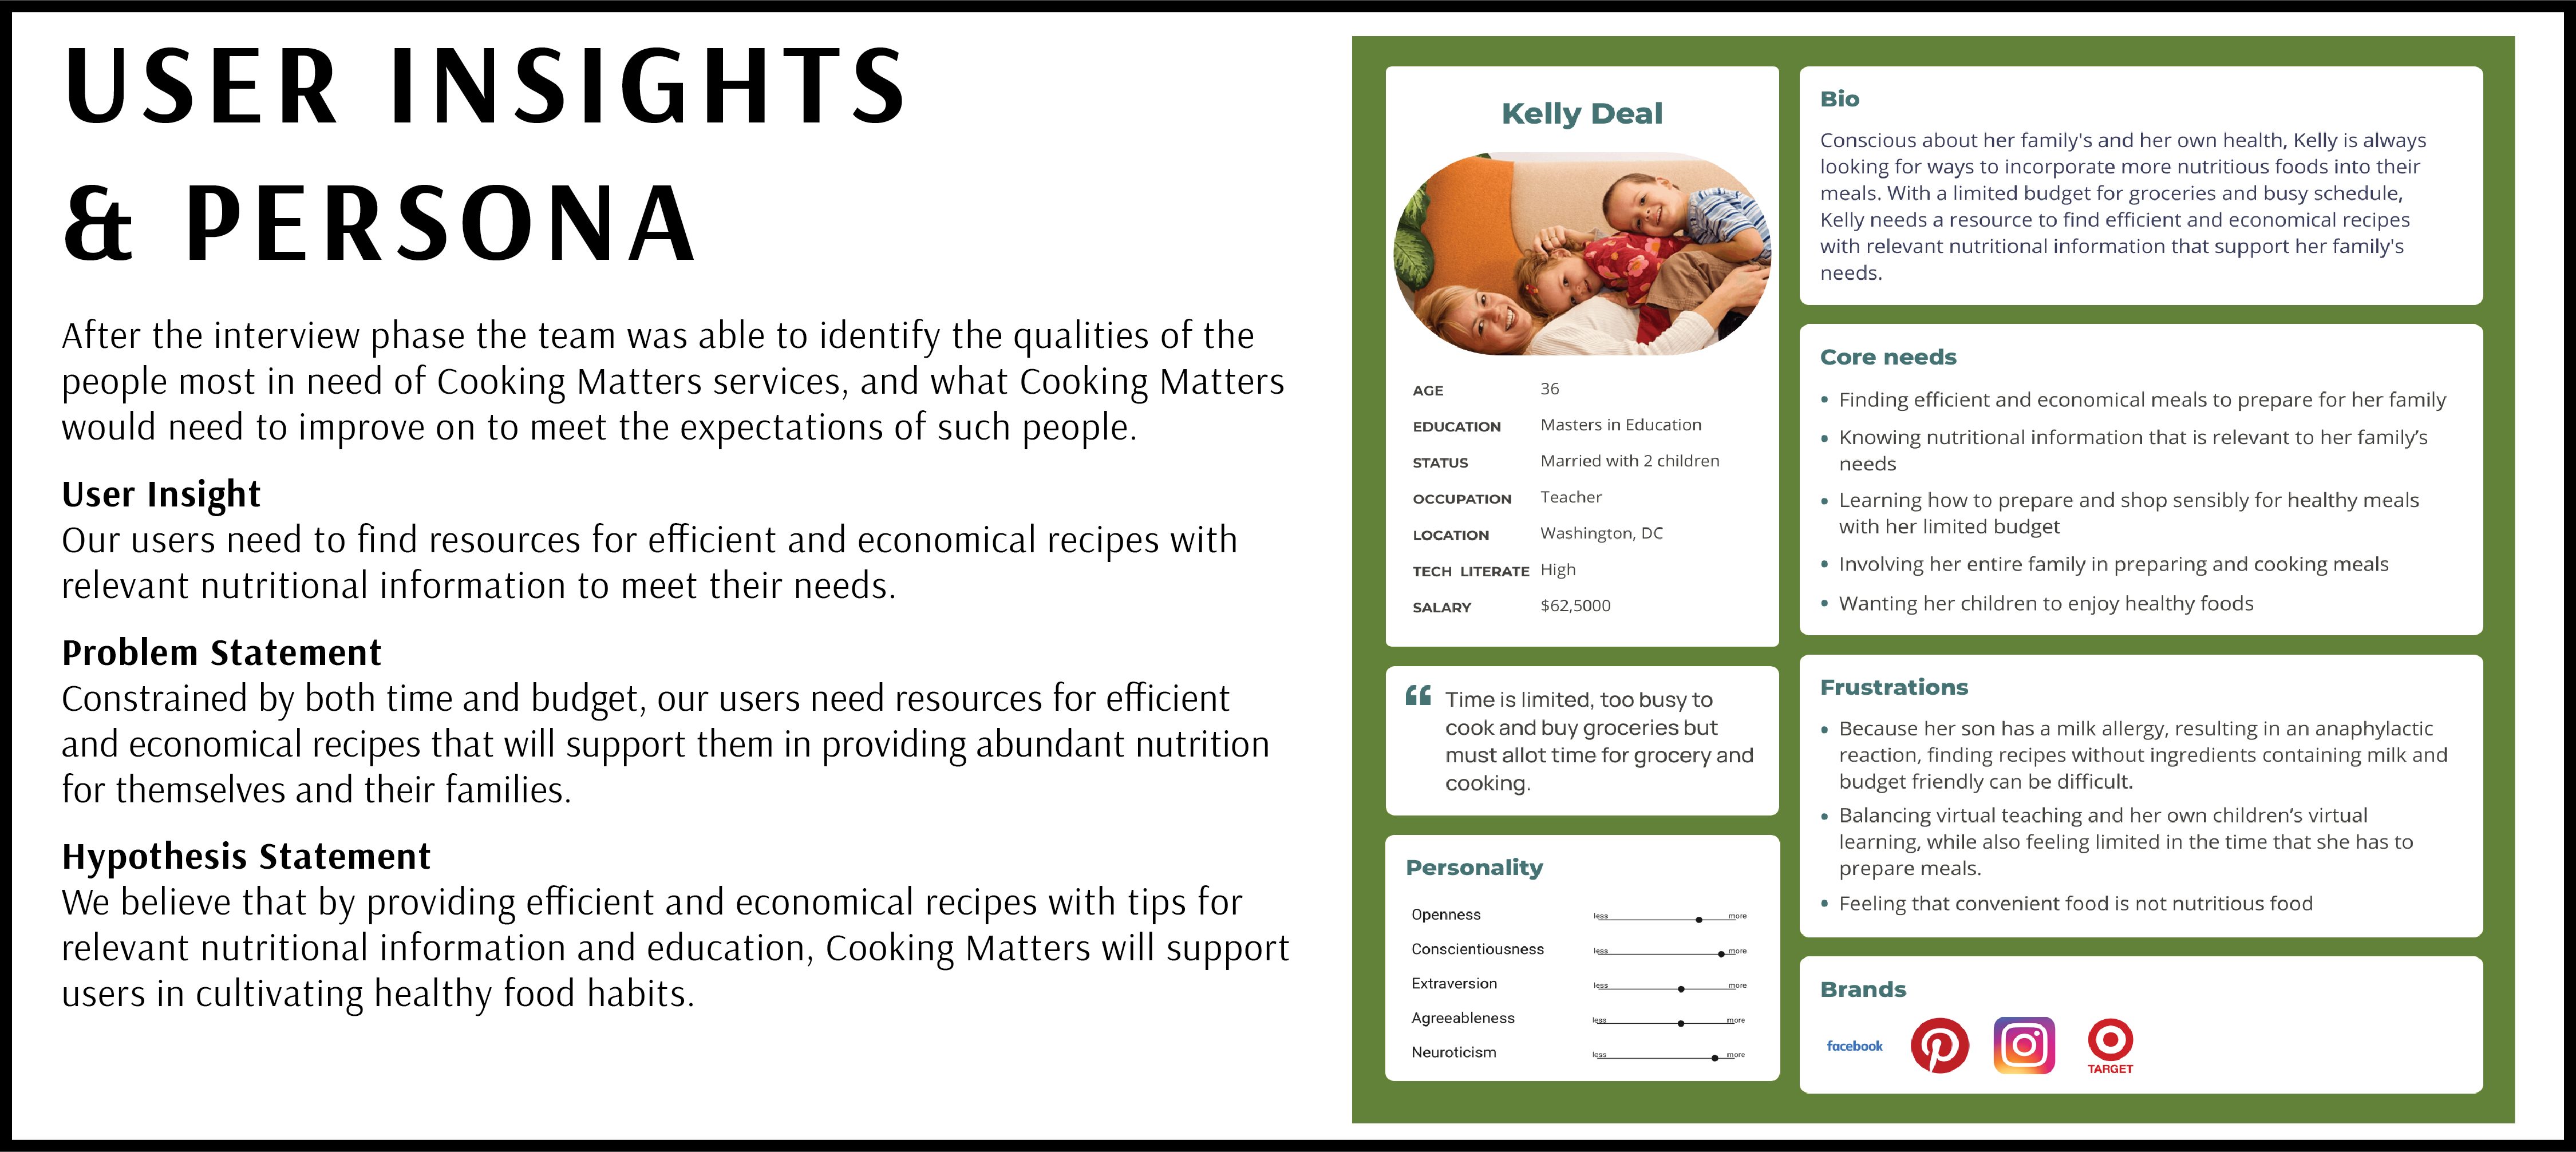 USER INSIGHTS
& PERSONA
After the interview phase the team was able to identify the qualities of the
people most in need of Cooking Matters services, and what Cooking Matters
would need to improve on to meet the expectations of such people.
User Insight
Our users need to find resources for efficient and economical recipes with
relevant nutritional information to meet their needs.
Problem Statement
Constrained by both time and budget, our users need resources for efficient
and economical recipes that will support them in providing abundant nutrition
for themselves and their families.
Hypothesis Statement
We believe that by providing efficient and economical recipes with tips for
relevant nutritional information and education, Cooking Matters will support
users in cultivating healthy food habits.
Kelly Deal
AGE 36
EDUCATION Masters in Education
STATUS Married with 2 children
OCCUPATION Teacher
LOCATION Washington, DC
TECH LITERATE High
SALARY $62,5000
“ Time is limited, too busy to
cook and buy groceries but
must allot time for grocery and
cooking.
Personality
Openness less more
Conscientiousness less more
Extraversion less more
Agreeableness less more
Neuroticism less more
Bio
Conscious about her family's and her own health, Kelly is always
looking for ways to incorporate more nutritious foods into their
meals. With a limited budget for groceries and busy schedule,
Kelly needs a resource to find efficient and economical recipes
with relevant nutritional information that support her family's
needs.
Core needs
• Finding efficient and economical meals to prepare for her family
• Knowing nutritional information that is relevant to her family’s
needs
• Learning how to prepare and shop sensibly for healthy meals
with her limited budget
• Involving her entire family in preparing and cooking meals
• Wanting her children to enjoy healthy foods
Frustrations
• Because her son has a milk allergy, resulting in an anaphylactic
reaction, finding recipes without ingredients containing milk and
budget friendly can be difficult.
• Balancing virtual teaching and her own children’s virtual
learning, while also feeling limited in the time that she has to
prepare meals.
• Feeling that convenient food is not nutritious food
Brands
facebook
TARGET